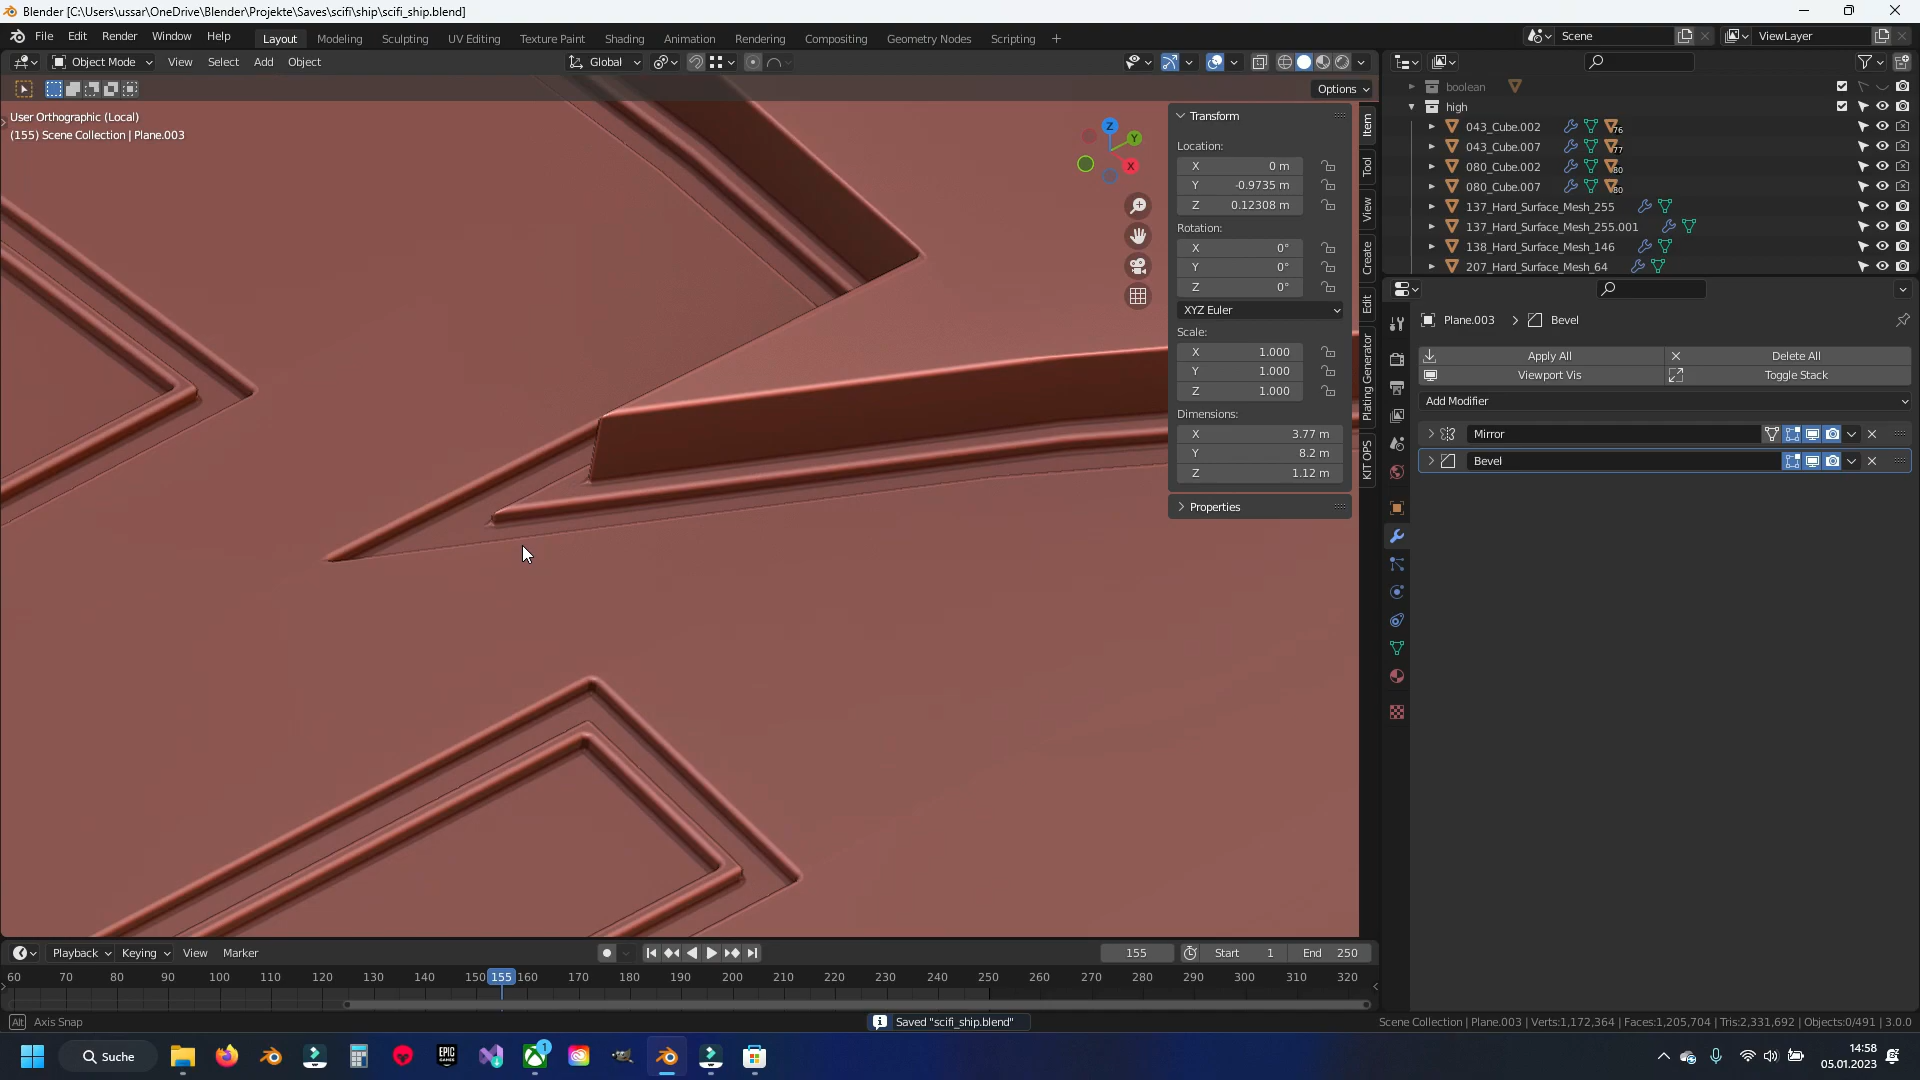 Blender [C:\Users\ussar\OneDrive\Blender\Projekte\Saves\scifi\ship\scifi_ship.blend]
File Edit Render Window Help Layout Modeling Sculpting UV Editing Texture Paint Shading Animation Rendering Compositing Geometry Nodes Scripting + Scene ViewLayer
Object Mode View Select Add Object Global
Options
User Orthographic (Local)
(155) Scene Collection | Plane.003
Z
Y
X
Transform
Location:
X 0 m
Y -0.9735 m
Z 0.12308 m
Rotation:
X 0°
Y 0°
Z 0°
XYZ Euler
Scale:
X 1.000
Y 1.000
Z 1.000
Dimensions:
X 3.77 m
Y 8.2 m
Z 1.12 m
Properties
Item
Tool
View
Create
Edit
Plating Generator
KIT OPS
boolean
high
043_Cube.002 76
043_Cube.007 77
080_Cube.002 80
080_Cube.007 80
137_Hard_Surface_Mesh_255
137_Hard_Surface_Mesh_255.001
138_Hard_Surface_Mesh_146
207_Hard_Surface_Mesh_64
Plane.003 > Bevel
Apply All Delete All
Viewport Vis Toggle Stack
Add Modifier
Mirror
Bevel
Playback Keying View Marker 155 Start 1 End 250
60 70 80 90 100 110 120 130 140 150 155 160 170 180 190 200 210 220 230 240 250 260 270 280 290 300 310 320
Alt Axis Snap Saved "scifi_ship.blend" Scene Collection | Plane.003 | Verts:1,172,364 | Faces:1,205,704 | Tris:2,331,692 | Objects:0/491 | 3.0.0
Suche EPIC GAMES 1
14:58
05.01.2023